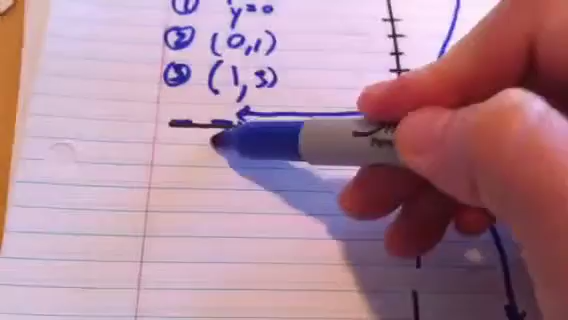 ① y=0
② (0,1)
③ (1,3)